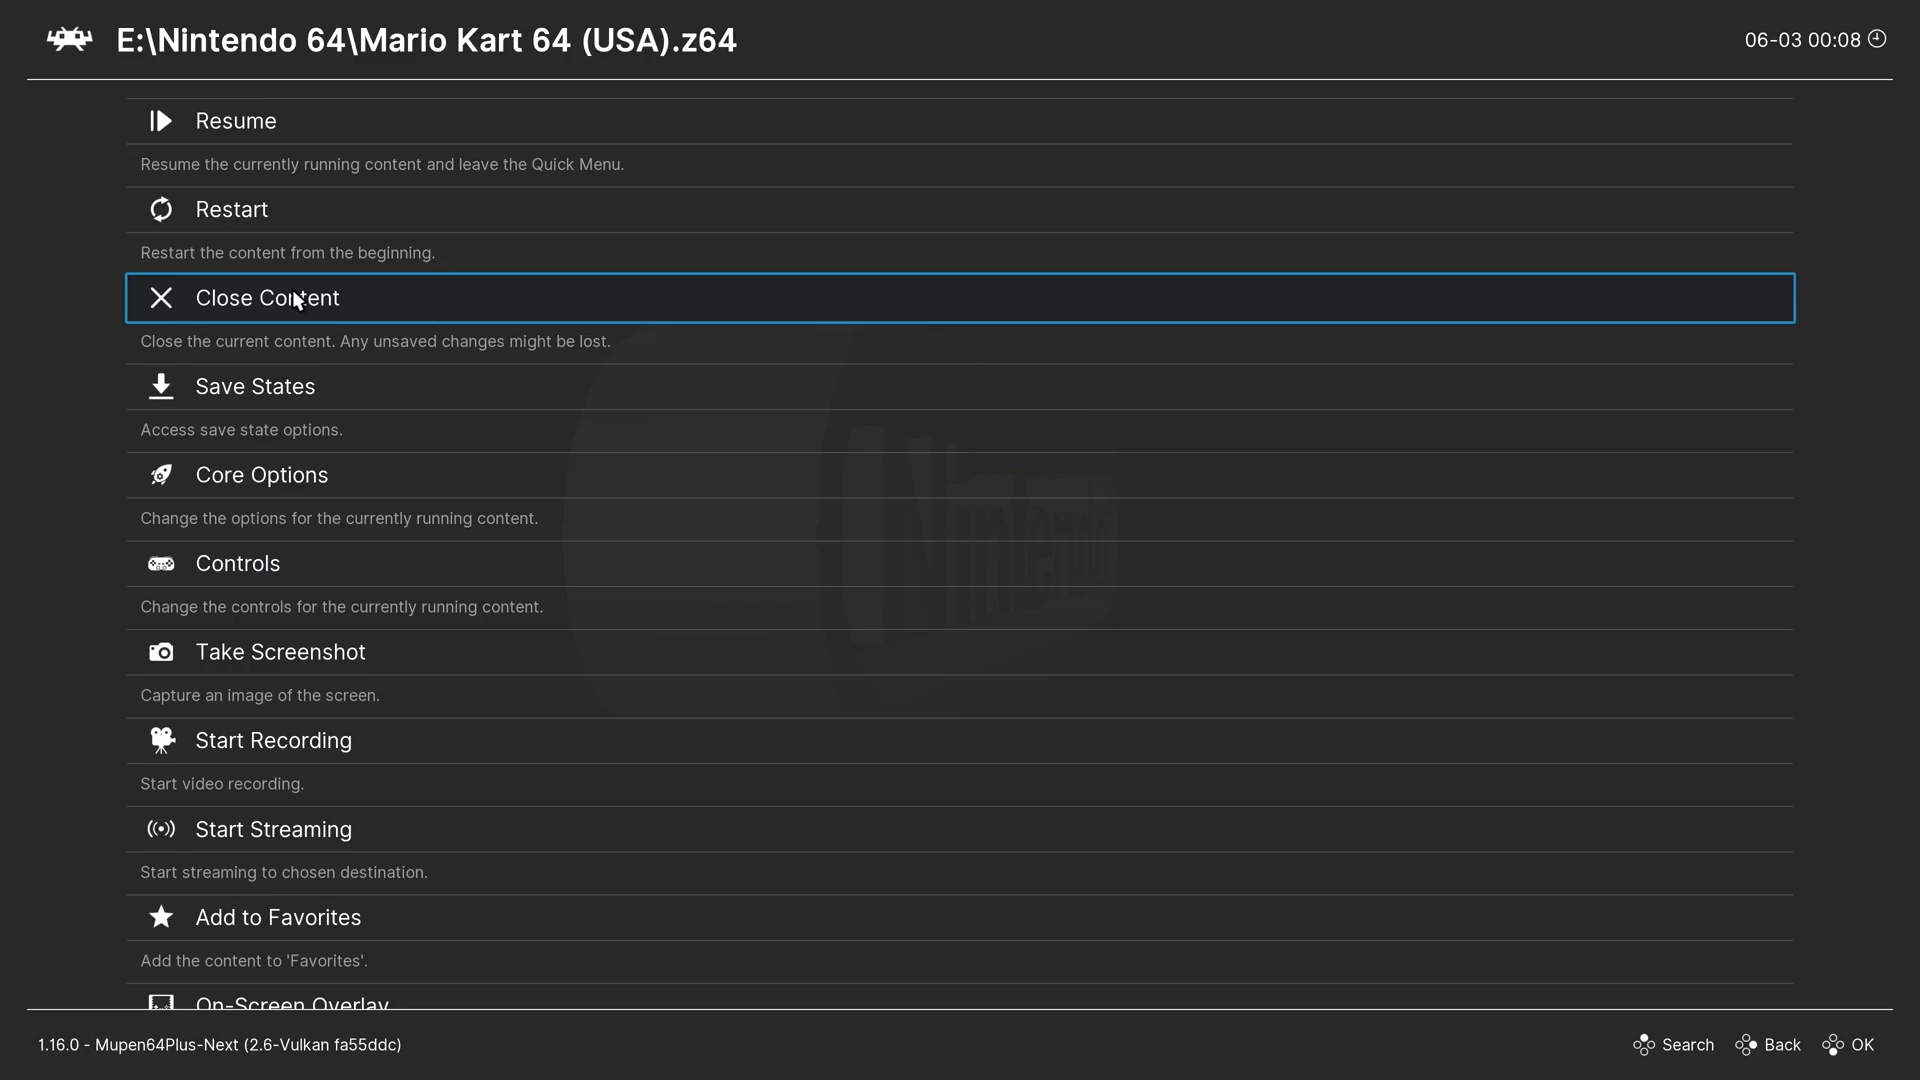 E:\Nintendo 64\Mario Kart 64 (USA).z64
06-03 00:08
Resume
Resume the currently running content and leave the Quick Menu.
Restart
Restart the content from the beginning.
Close Content
Close the current content. Any unsaved changes might be lost.
Save States
Access save state options.
Core Options
Change the options for the currently running content.
Nintendo
Controls
Change the controls for the currently running content.
Take Screenshot
Capture an image of the screen.
Start Recording
Start video recording.
Start Streaming
Start streaming to chosen destination.
Add to Favorites
Add the content to 'Favorites'.
On-Screen Overlay
1.16.0 - Mupen64Plus-Next (2.6-Vulkan fa55ddc)
Search Back OK